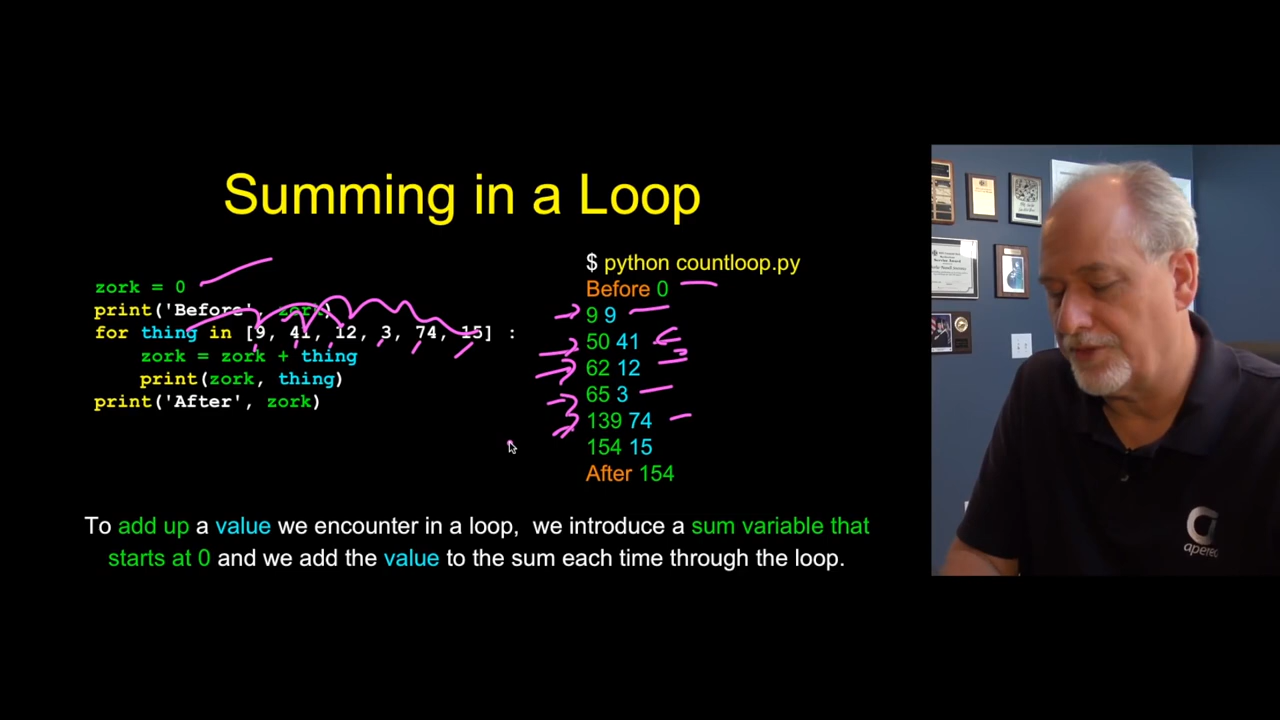 Summing in a Loop
zork = 0
print('Before', zork)
for thing in [9, 41, 12, 3, 74, 15] :
    zork = zork + thing
    print(zork, thing)
print('After', zork)
$ python countloop.py
Before 0
9 9
50 41
62 12
65 3
139 74
154 15
After 154
To add up a value we encounter in a loop,  we introduce a sum variable that
starts at 0 and we add the value to the sum each time through the loop.
apereo